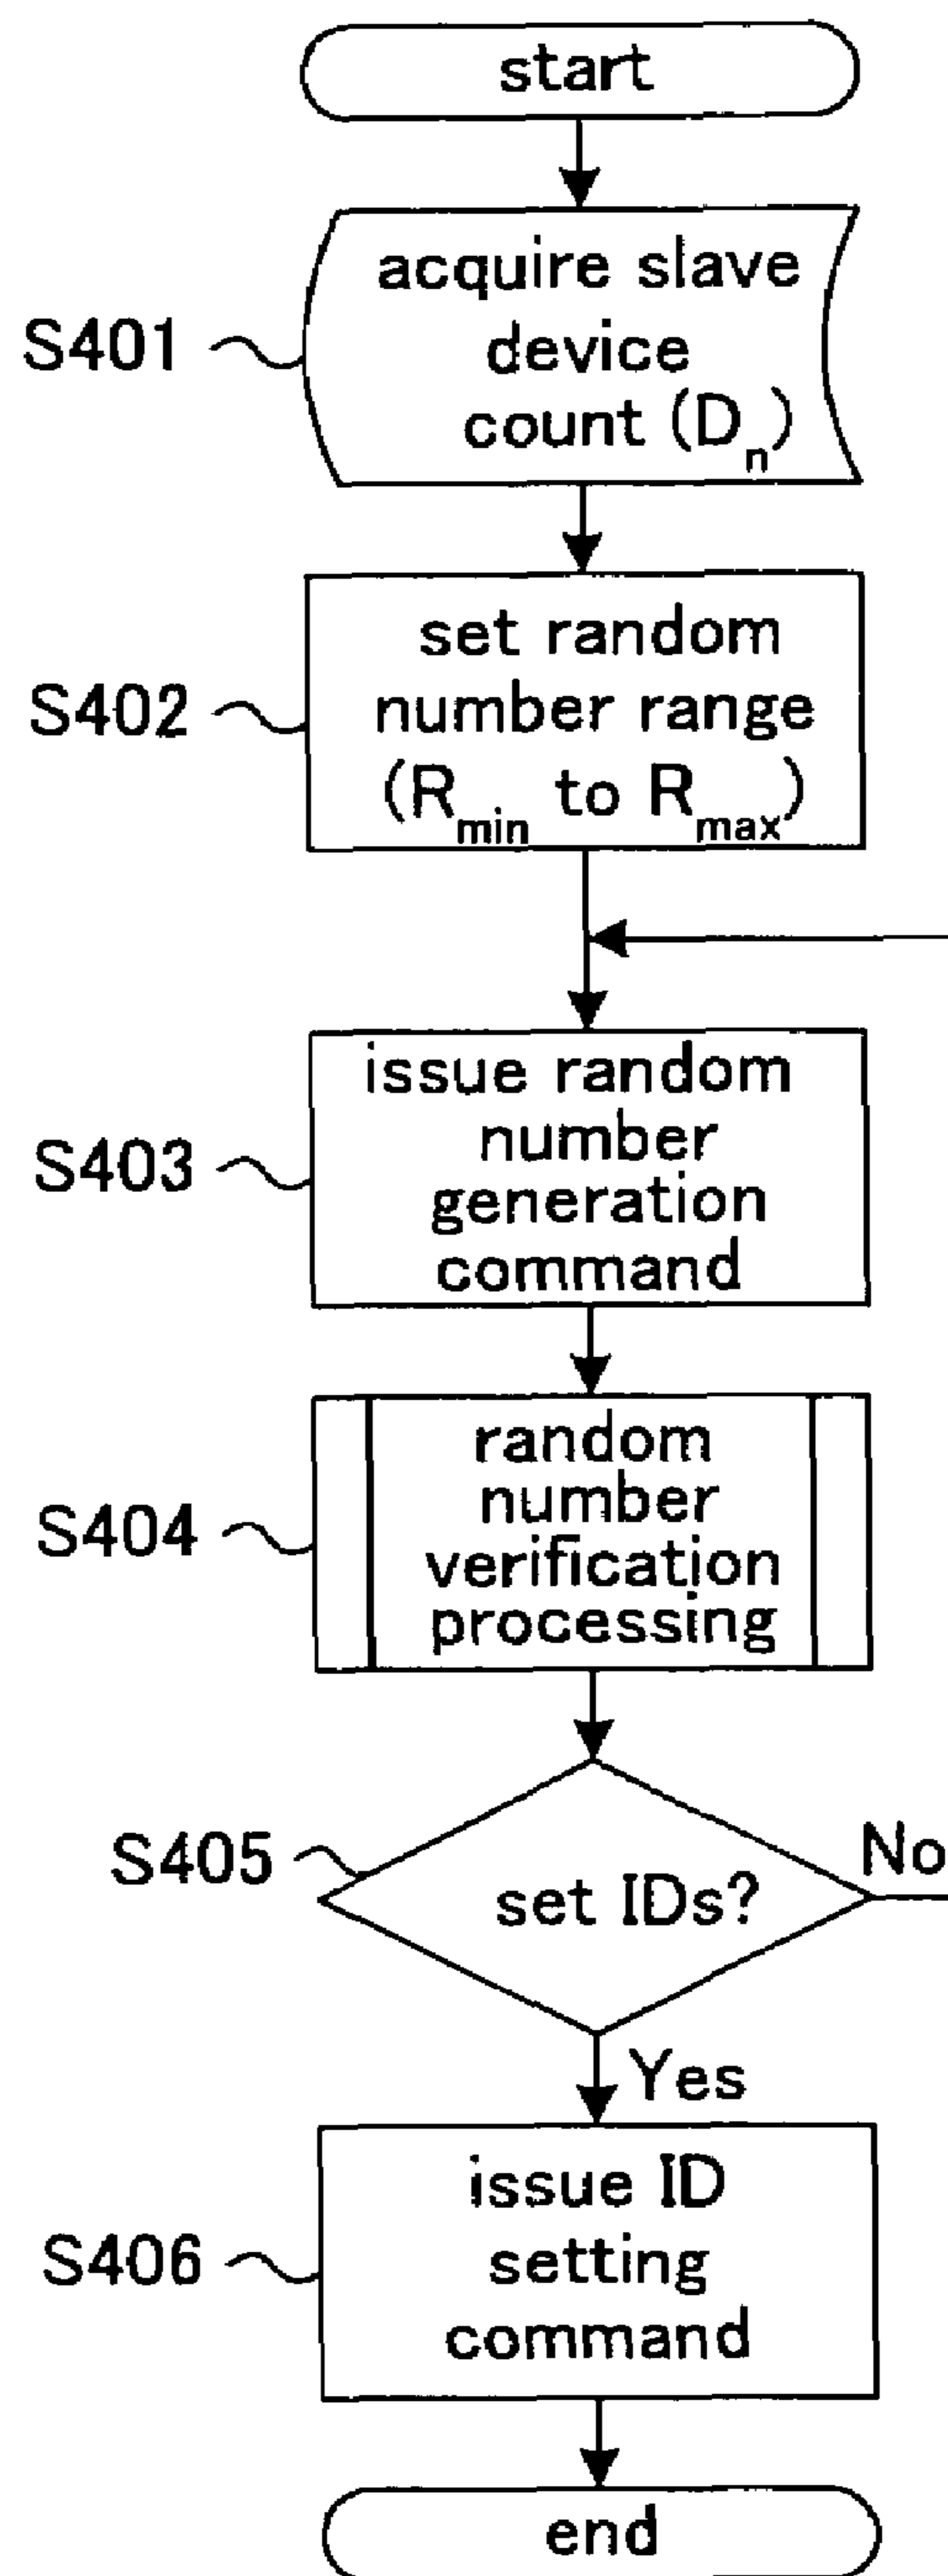 start
S401
acquire slave
device
count (Dn)
S402
set random
number range
(Rmin to Rmax)
S403
issue random
number
generation
command
S404
random
number
verification
processing
S405
set IDs?
No
Yes
S406
issue ID
setting
command
end